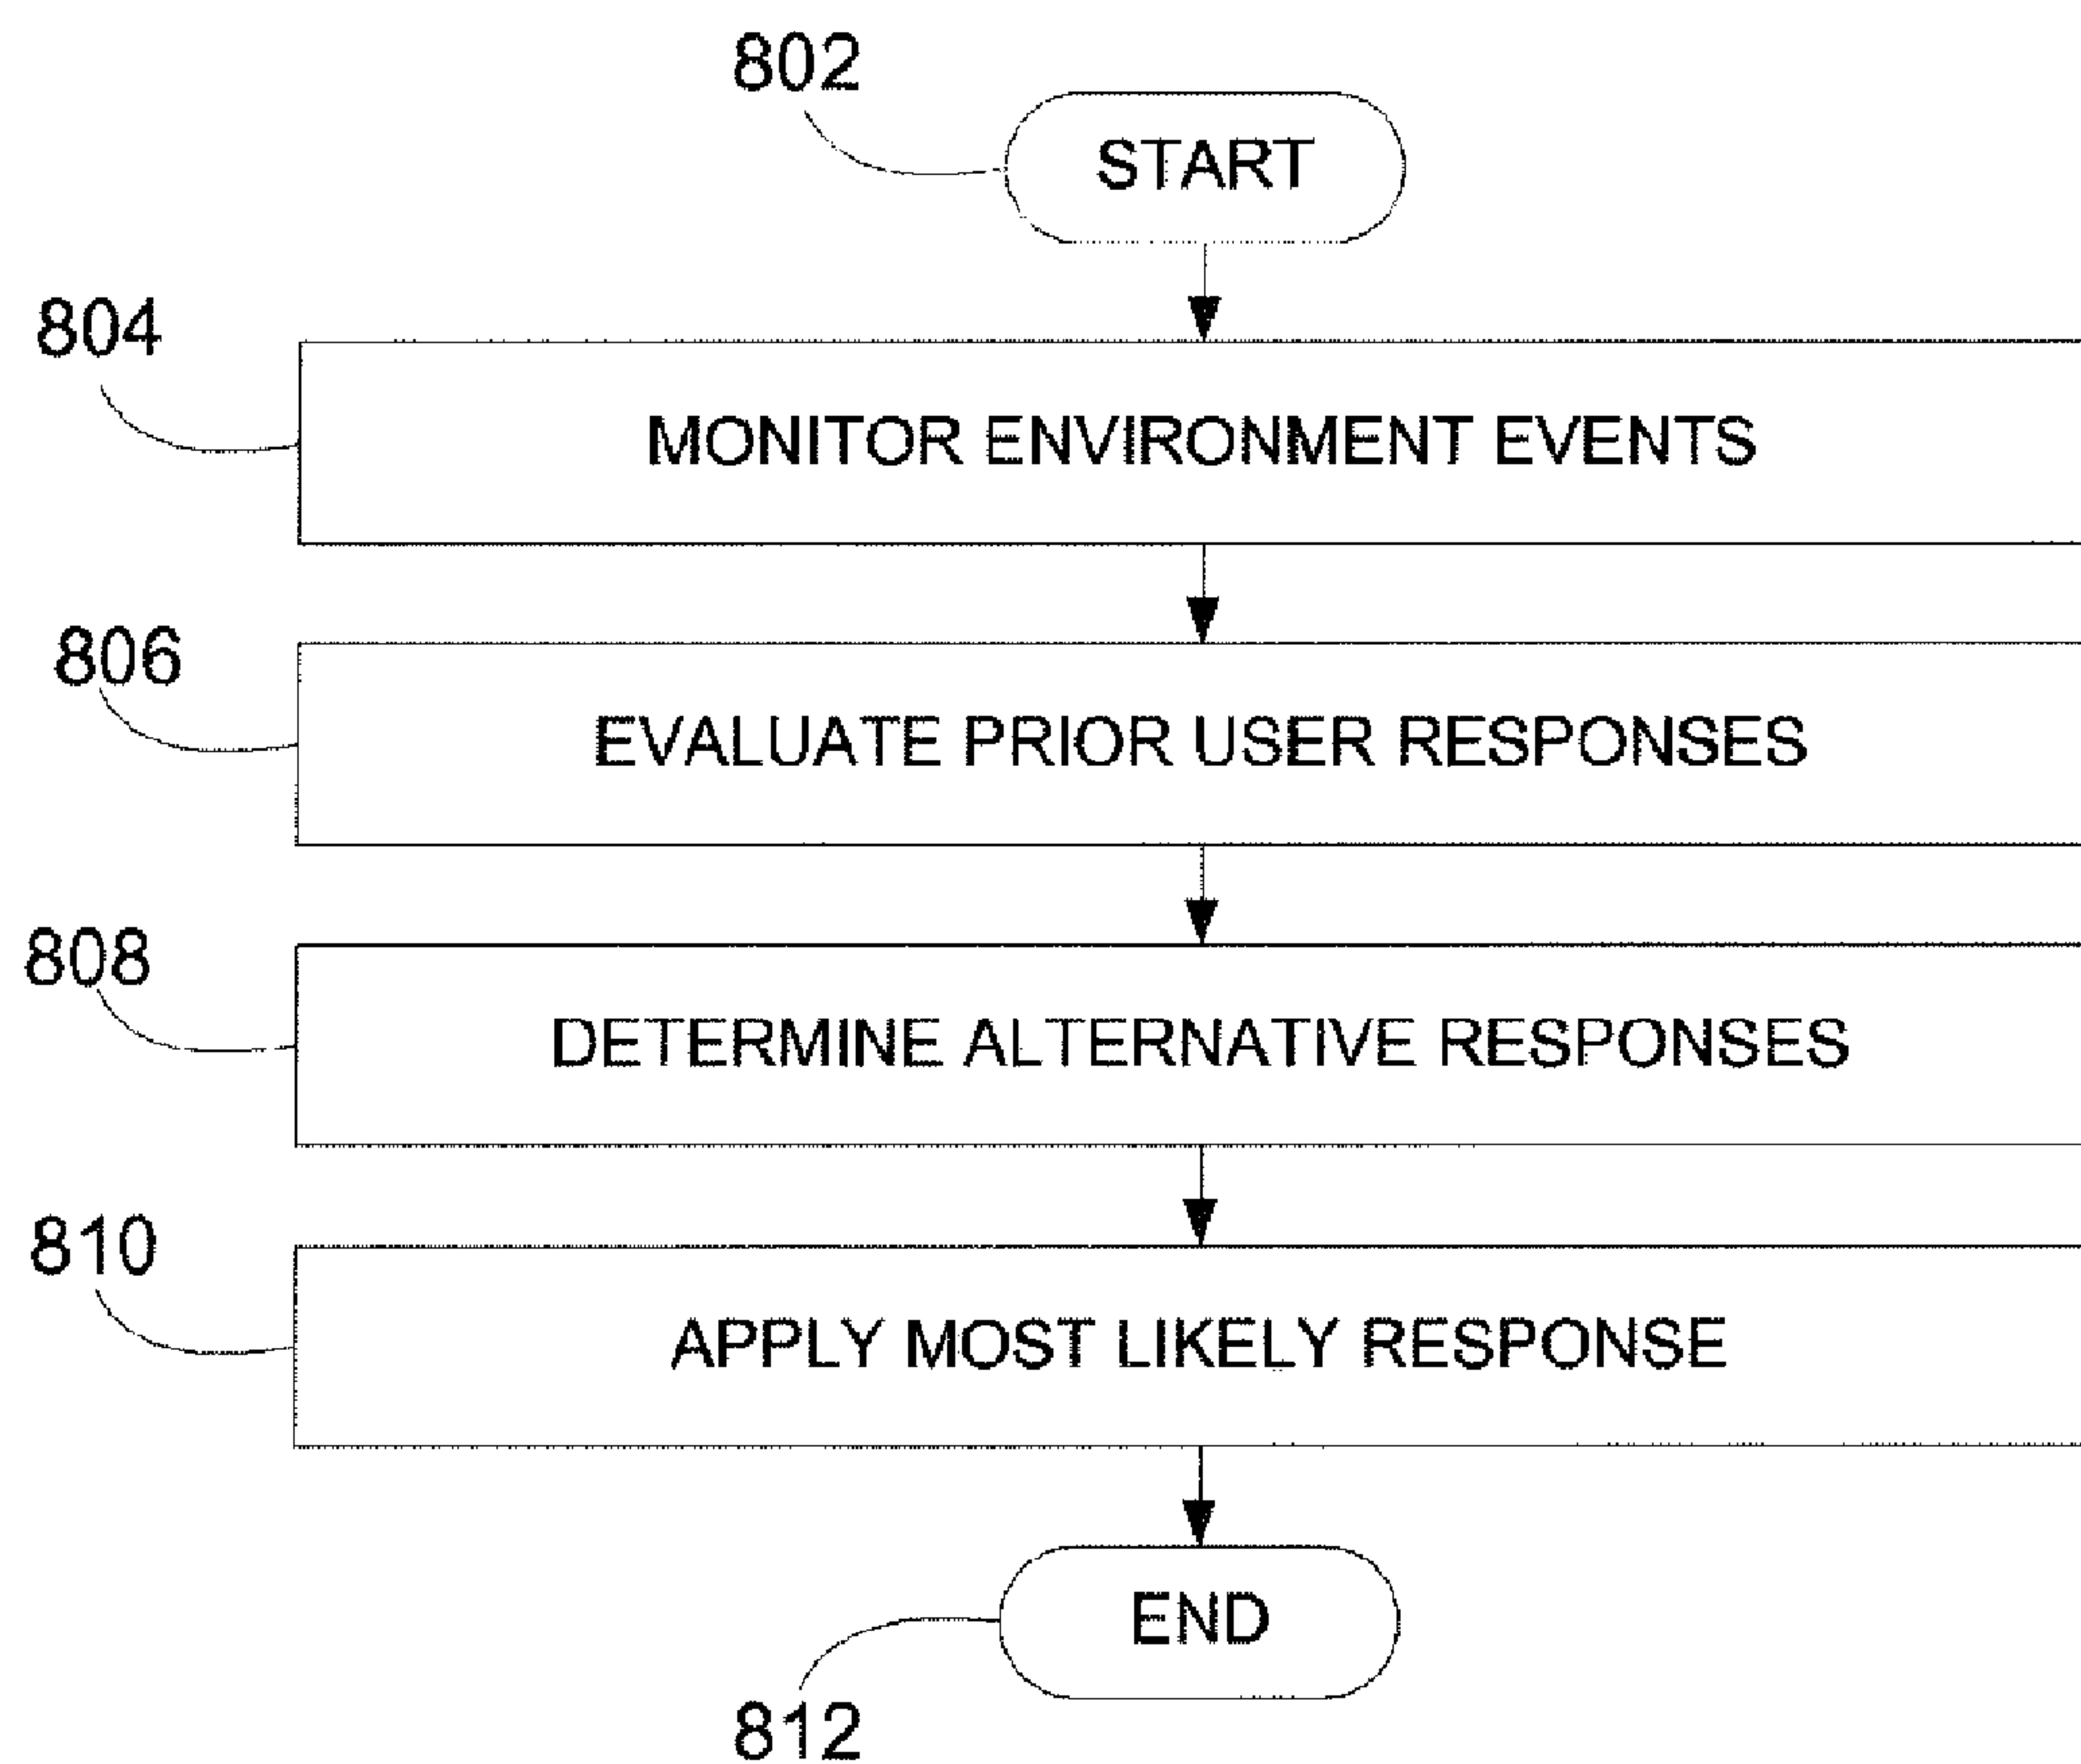 802
START
804
MONITOR ENVIRONMENT EVENTS
806
EVALUATE PRIOR USER RESPONSES
808
DETERMINE ALTERNATIVE RESPONSES
810
APPLY MOST LIKELY RESPONSE
END
812